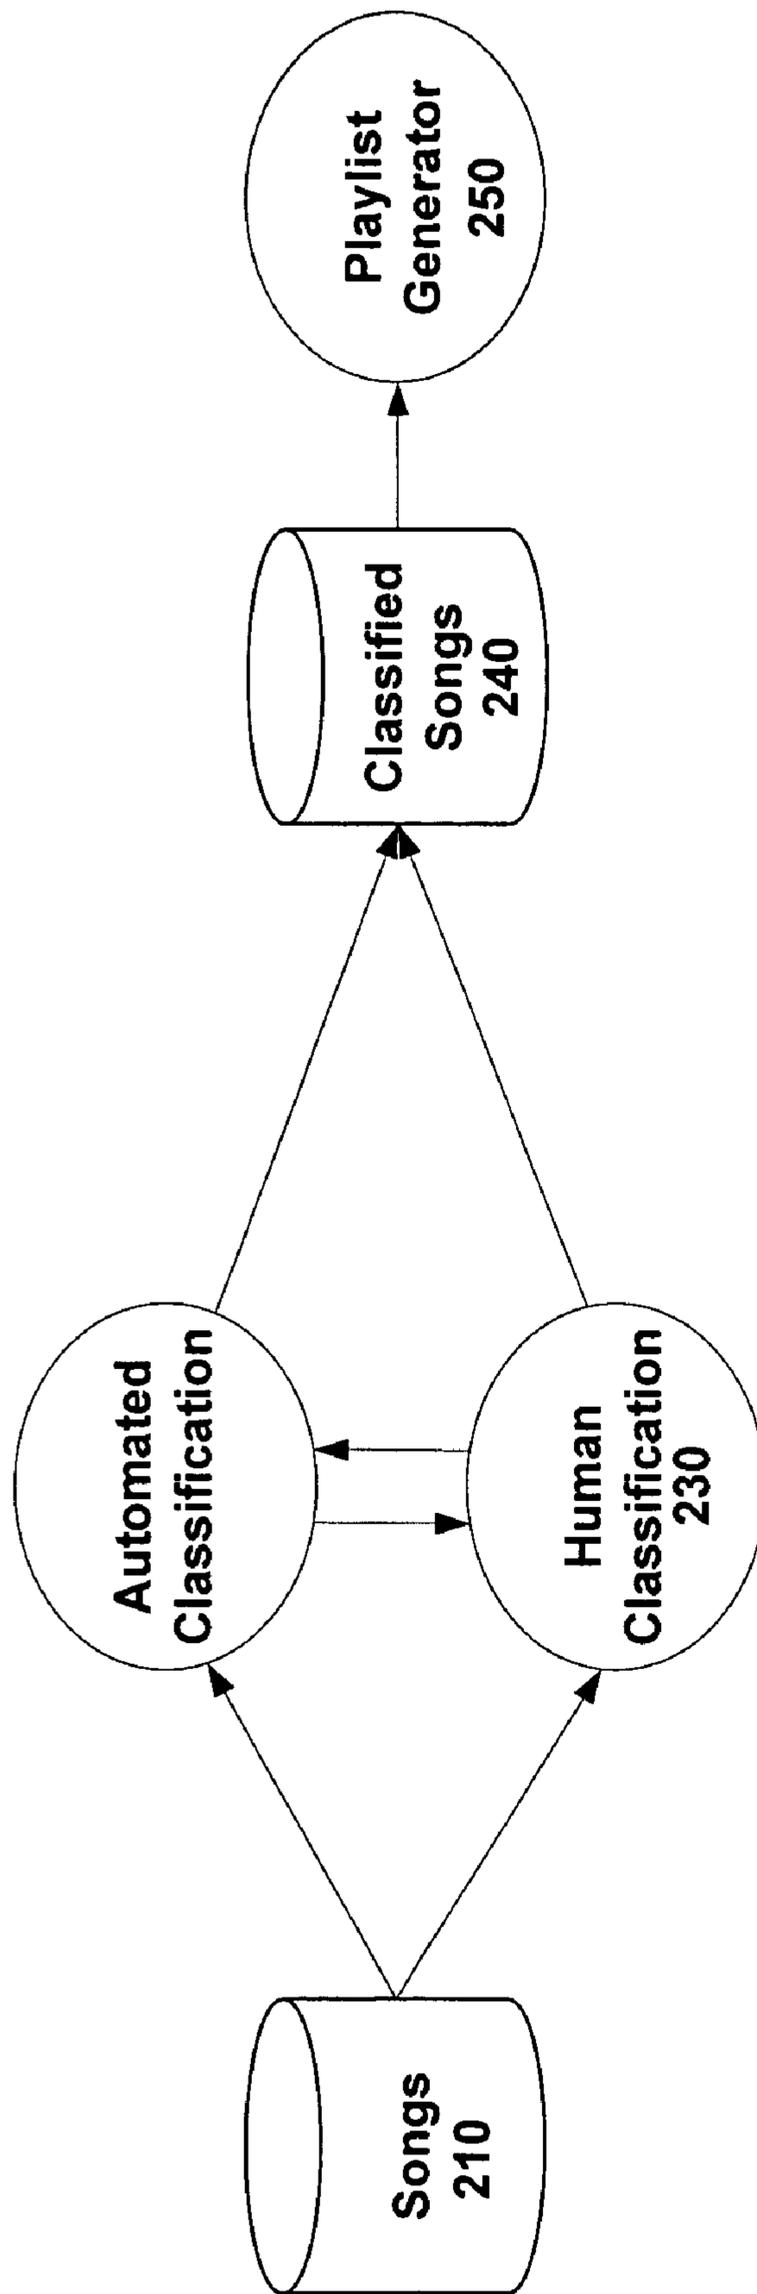 Songs
210
Automated
Classification
Human
Classification
230
Classified
Songs
240
Playlist
Generator
250